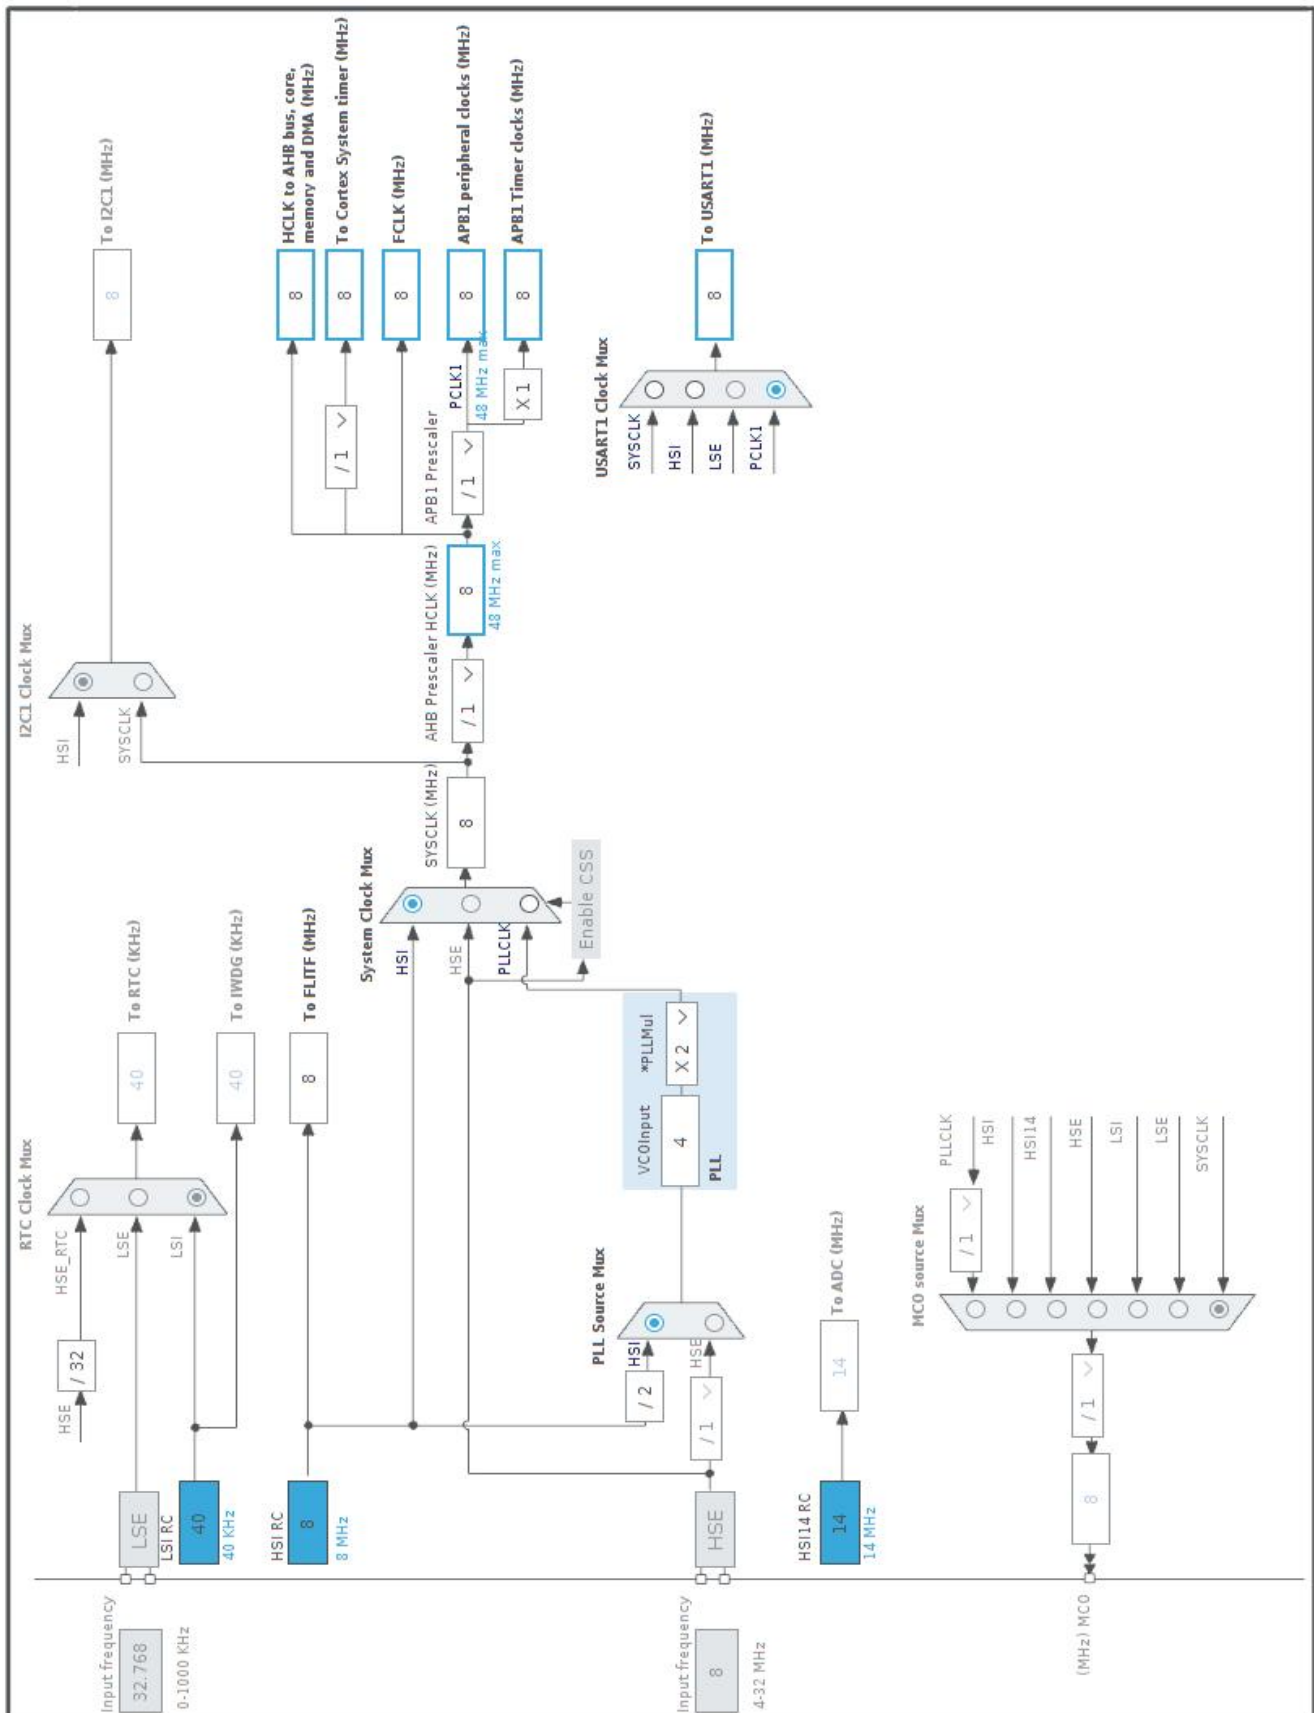 RTC Clock Mux
HSE
/ 32
HSE_RTC
Input frequency
32.768
0-1000 KHz
LSE
LSE
40
To RTC (KHz)
LSI RC
40
40 KHz
LSI
40
To IWDG (KHz)
HSI RC
8
8 MHz
8
To FLITF (MHz)
I2C1 Clock Mux
HSI
SYSCLK
8
To I2C1 (MHz)
System Clock Mux
HSI
HSE
PLLCLK
Enable CSS
SYSCLK (MHz)
8
AHB Prescaler
/ 1
HCLK (MHz)
8
48 MHz max
APB1 Prescaler
/ 1
PCLK1
48 MHz max
X 1
/ 1
8
HCLK to AHB bus, core,
memory and DMA (MHz)
8
To Cortex System timer (MHz)
8
FCLK (MHz)
8
APB1 peripheral clocks (MHz)
8
APB1 Timer clocks (MHz)
PLL Source Mux
/ 2
HSI
Input frequency
8
4-32 MHz
HSE
/ 1
HSE
VCOInput
4
*PLLMul
X 2
PLL
USART1 Clock Mux
SYSCLK
HSI
LSE
PCLK1
8
To USART1 (MHz)
HSI14 RC
14
14 MHz
14
To ADC (MHz)
MCO source Mux
(MHz) MCO
8
/ 1
/ 1
PLLCLK
HSI
HSI14
HSE
LSI
LSE
SYSCLK